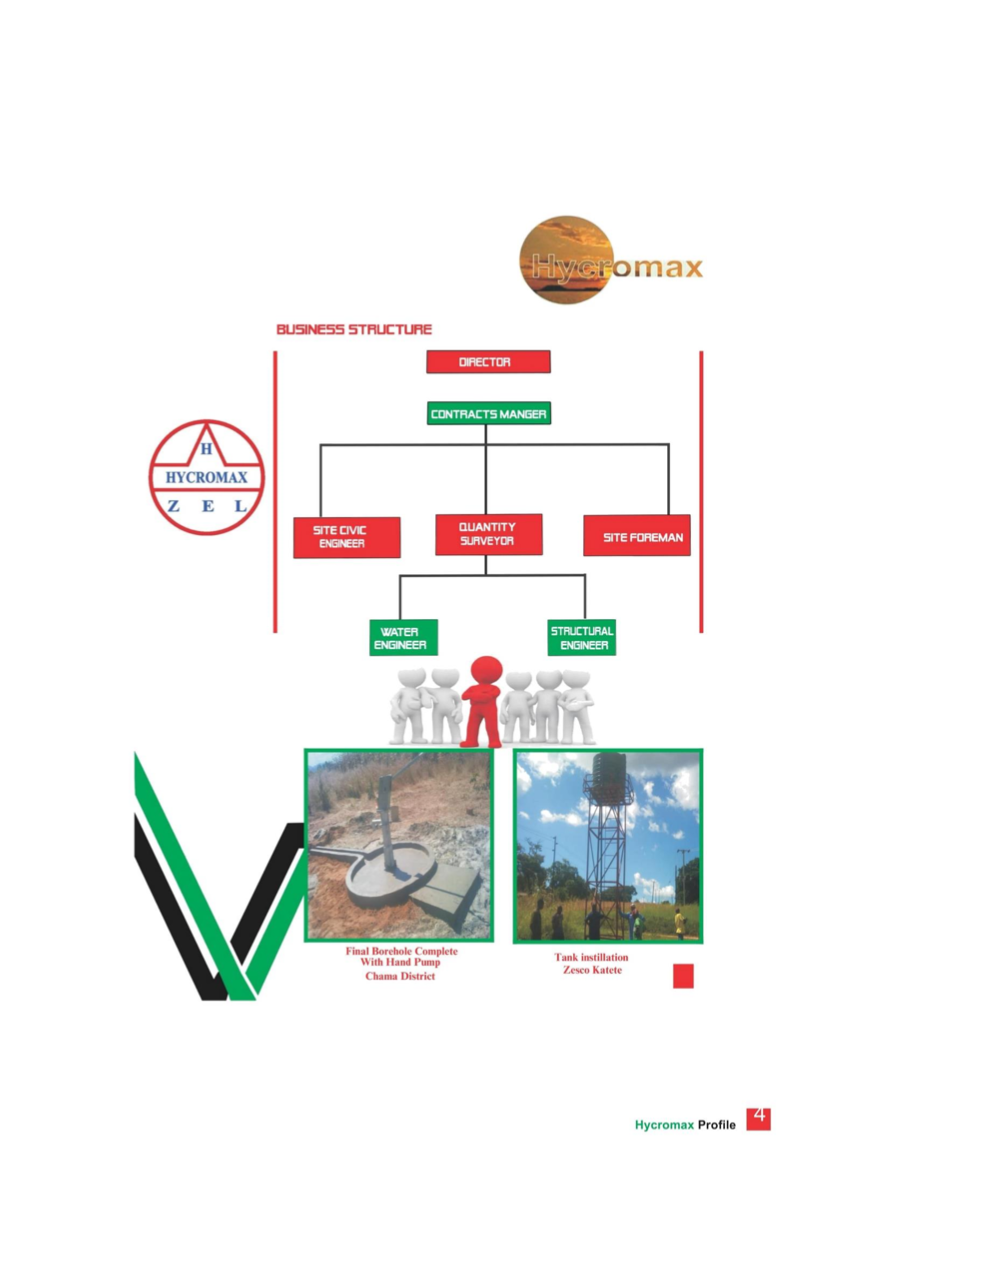 Hycromax
BUSINESS STRUCTURE
DIRECTOR
CONTRACTS MANGER
H
HYCROMAX
Z E L
SITE CIVIC
ENGINEER
QUANTITY
SURVEYOR
SITE FOREMAN
WATER
ENGINEER
STRUCTURAL
ENGINEER
Final Borehole Complete
With Hand Pump
Chama District
Tank instillation
Zesco Katete
Hycromax Profile 4